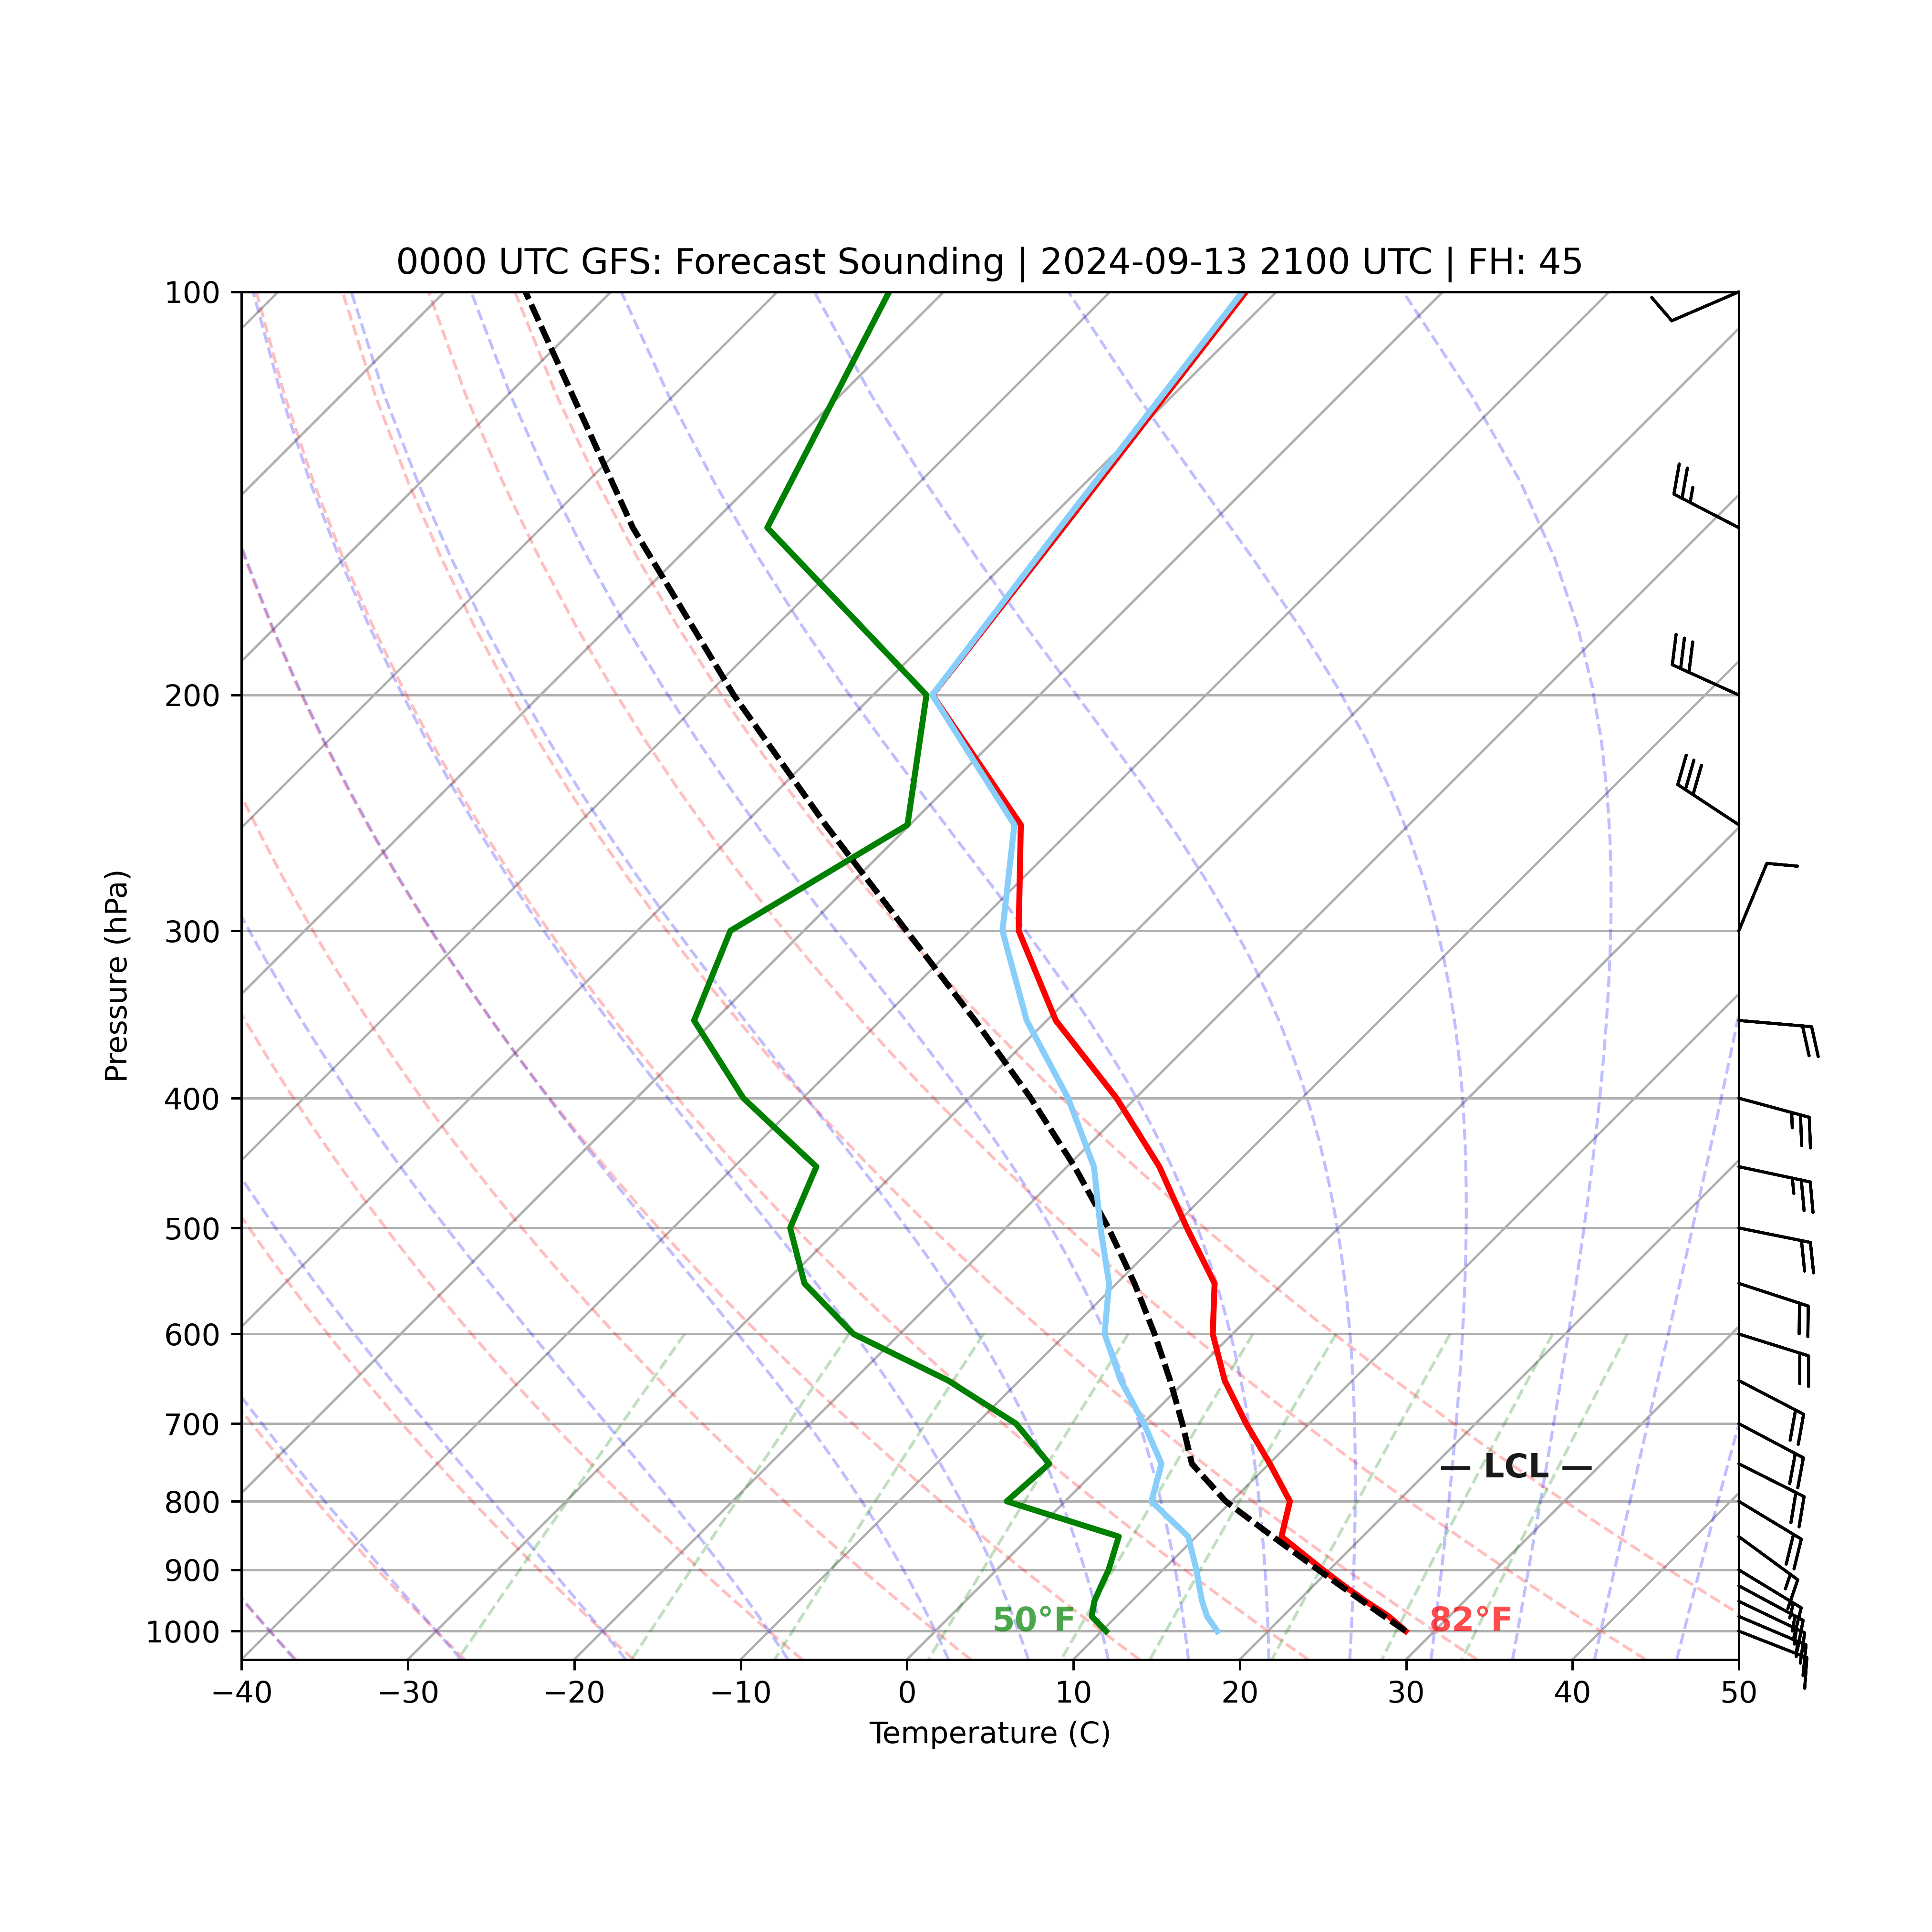 0000 UTC GFS: Forecast Sounding | 2024-09-13 2100 UTC | FH: 45
100
200
300
400
500
600
700
800
900
1000
Pressure (hPa)
— LCL —
50°F
82°F
−40 −30 −20 −10 0 10 20 30 40 50
Temperature (C)